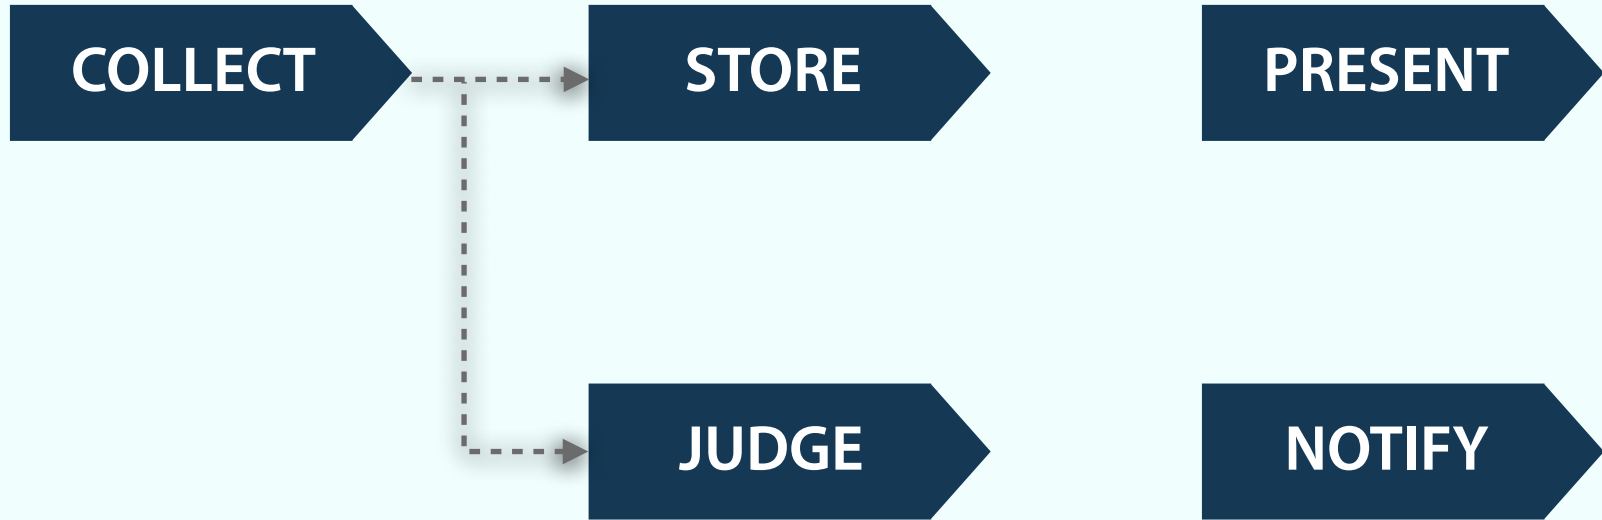 COLLECT
STORE
PRESENT
JUDGE
NOTIFY